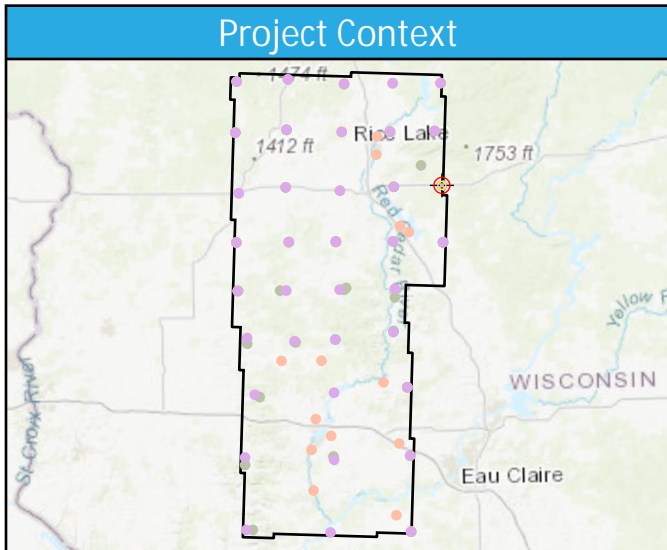 Project Context
1474 ft
Rice Lake
1412 ft
1753 ft
Red Cedar River
Yellow R
WISCONSIN
St Croix River
Eau Claire